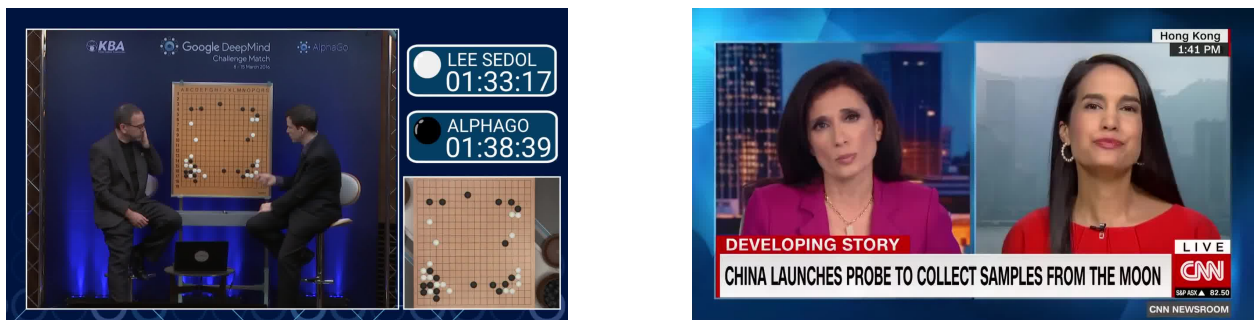 KBA
Google DeepMind
Challenge Match
AlphaGo
LEE SEDOL
01:33:17
ALPHAGO
01:38:39
Hong Kong
1:41 PM
DEVELOPING STORY
CHINA LAUNCHES PROBE TO COLLECT SAMPLES FROM THE MOON
LIVE
CNN
S&P ASX ▲ 82.50
CNN NEWSROOM